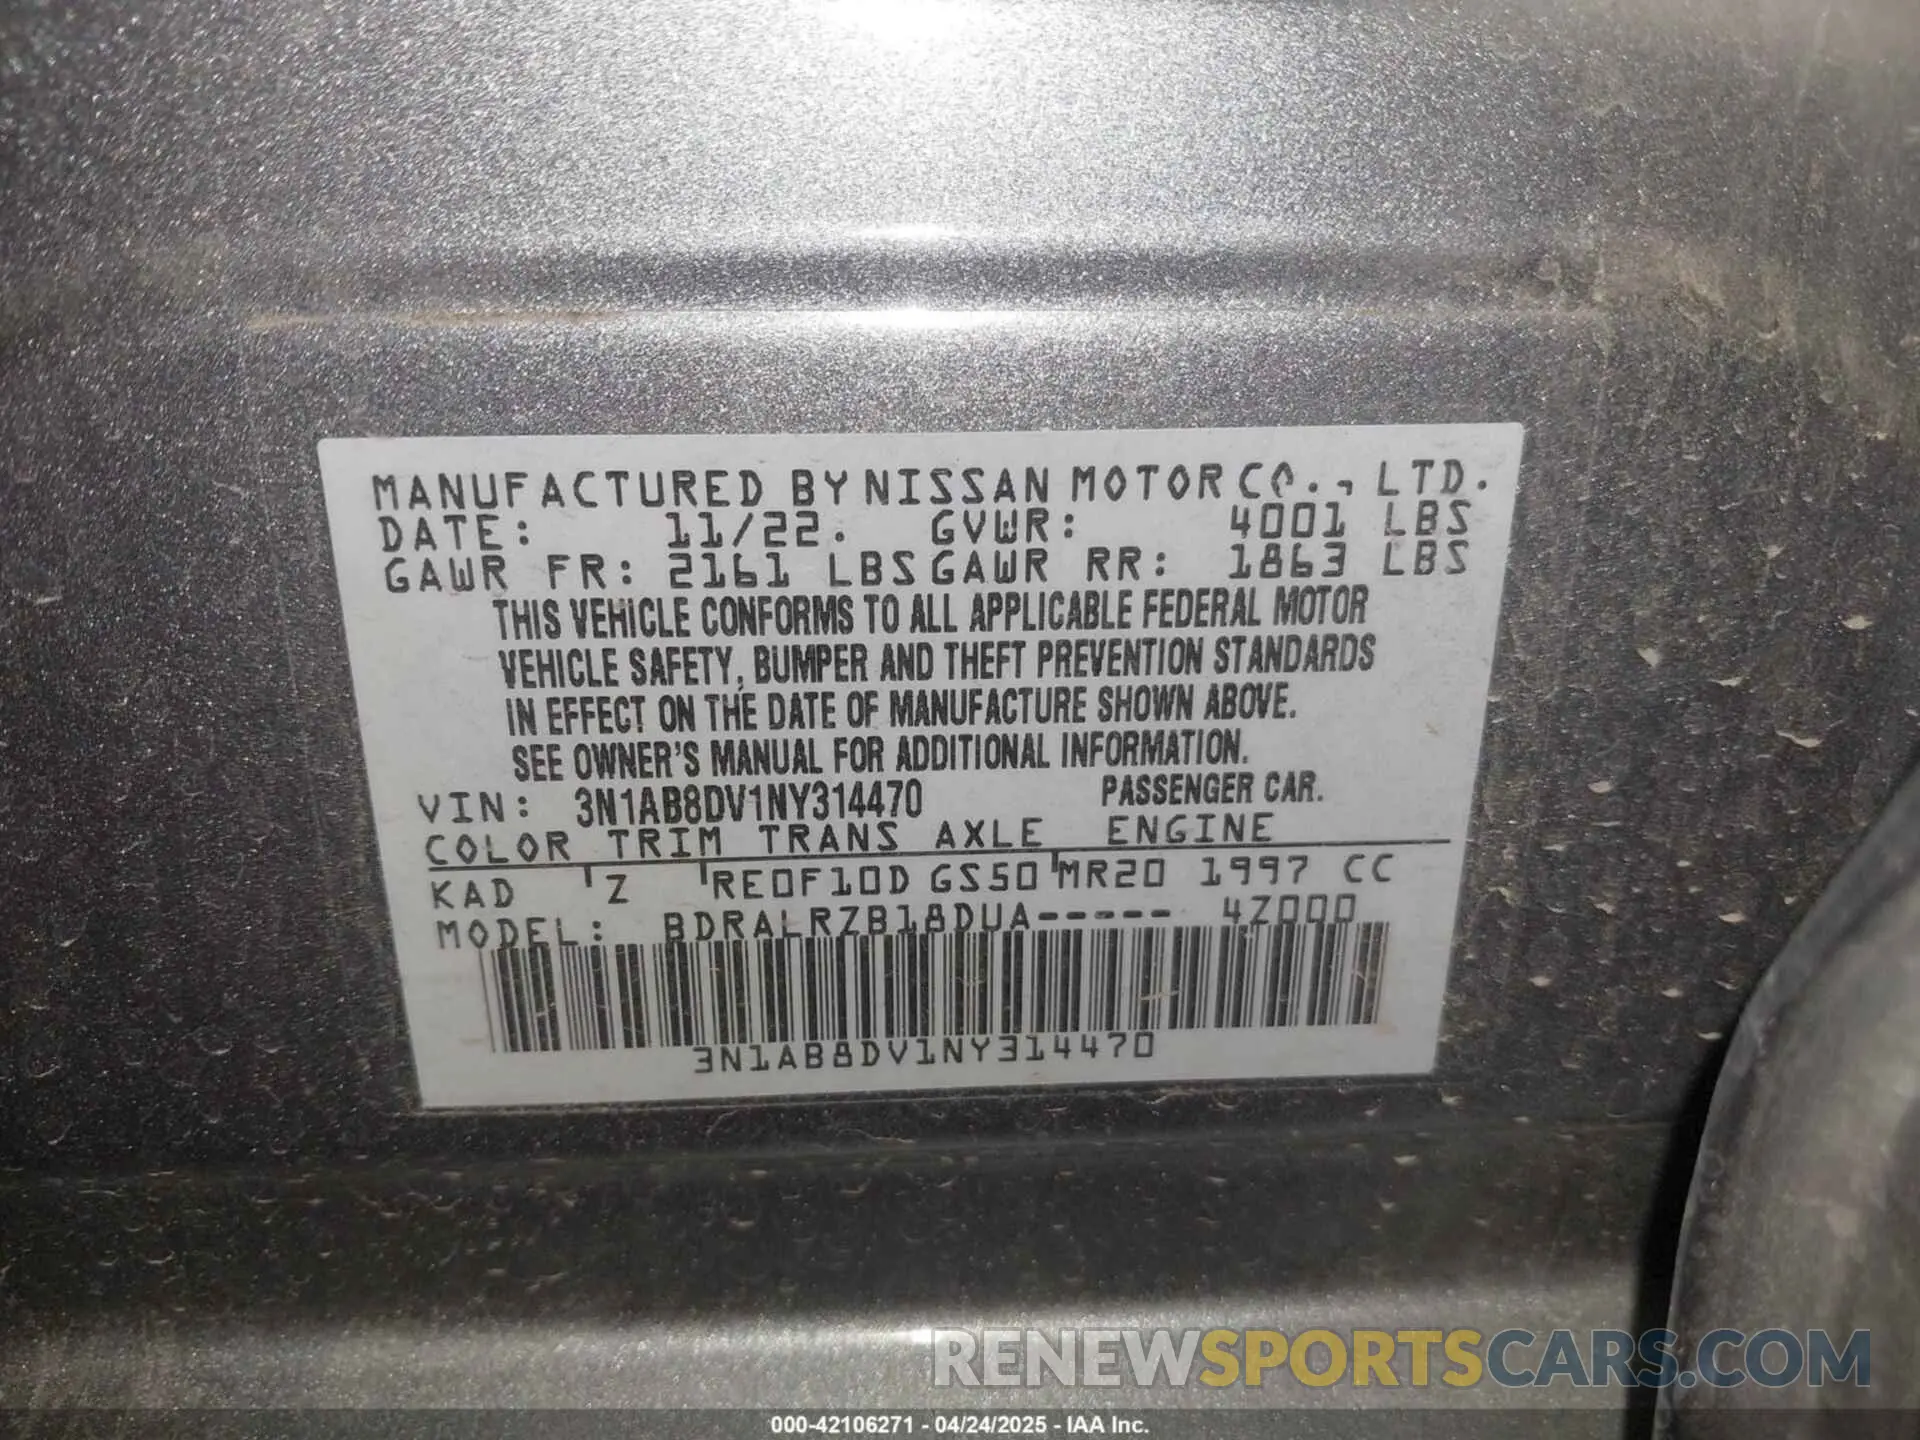 MANUFACTURED BY NISSAN MOTOR CO., LTD.
DATE: 11/22. GVWR: 4001 LBS
GAWR FR: 2161 LBS GAWR RR: 1863 LBS
THIS VEHICLE CONFORMS TO ALL APPLICABLE FEDERAL MOTOR
VEHICLE SAFETY, BUMPER AND THEFT PREVENTION STANDARDS
IN EFFECT ON THE DATE OF MANUFACTURE SHOWN ABOVE.
SEE OWNER'S MANUAL FOR ADDITIONAL INFORMATION.
VIN: 3N1AB8DV1NY314470 PASSENGER CAR.
COLOR TRIM TRANS AXLE ENGINE
KAD Z RE0F10D GS50 MR20 1997 CC
MODEL: BDRALRZB18DUA----- 4Z000
3N1AB8DV1NY314470
RENEWSPORTSCARS.COM
000-42106271 - 04/24/2025 - IAA Inc.